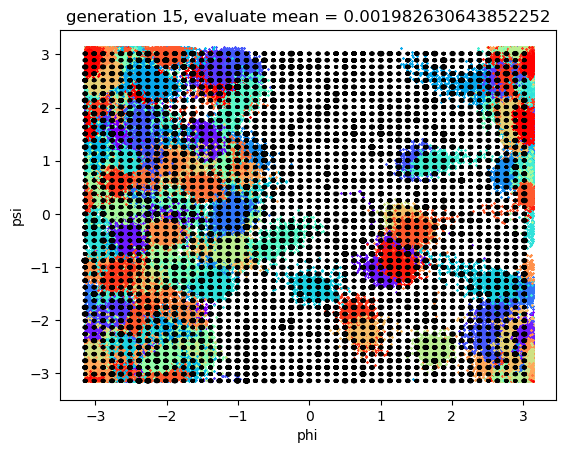 generation 15, evaluate mean = 0.001982630643852252
3
2
1
0
−1
−2
−3
psi
−3 −2 −1 0 1 2 3
phi